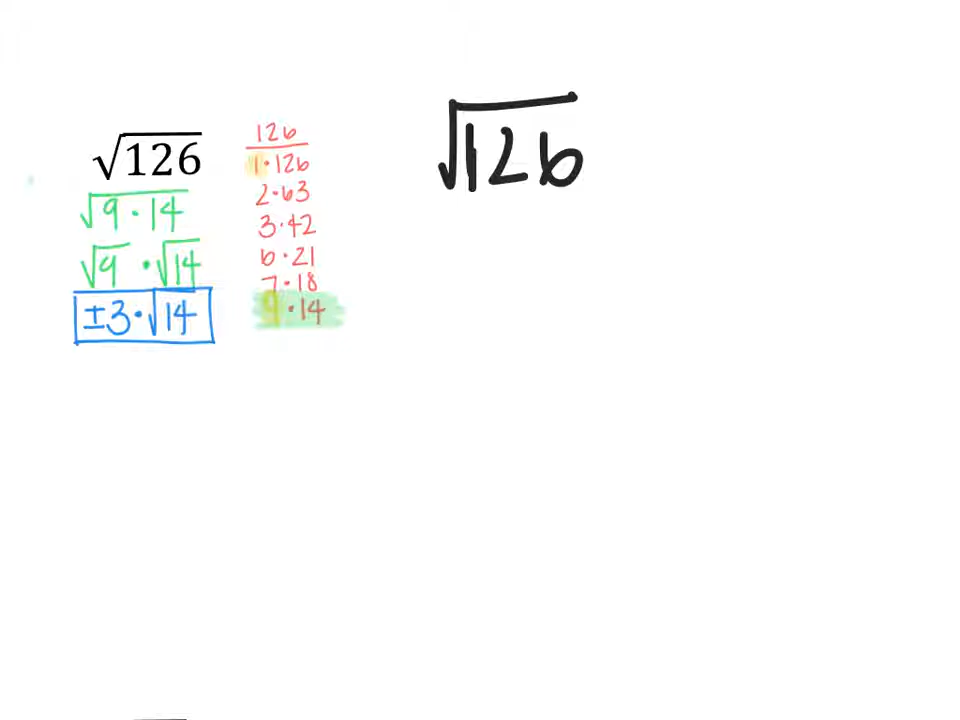 √126
√9 · 14
√9 · √14
±3 · √14
126
1 · 126
2 · 63
3 · 42
6 · 21
7 · 18
9 · 14
√126